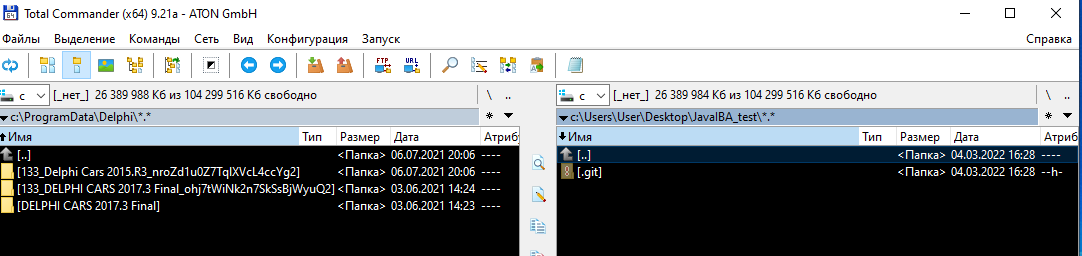 Total Commander (x64) 9.21a - ATON GmbH
Файлы Выделение Команды Сеть Вид Конфигурация Запуск Справка
FTP URL
c [_нет_] 26 389 988 Кб из 104 299 516 Кб свободно \ ..
c:\ProgramData\Delphi\*.* * ▼
Имя Тип Размер Дата Атриб
[..] <Папка> 06.07.2021 20:06 ----
[133_Delphi Cars 2015.R3_nroZd1u0Z7TqIXVcL4ccYg2] <Папка> 06.07.2021 20:06 ----
[133_DELPHI CARS 2017.3 Final_ohj7tWiNk2n7SkSsBjWyuQ2] <Папка> 03.06.2021 14:24 ----
[DELPHI CARS 2017.3 Final] <Папка> 03.06.2021 14:23 ----
c [_нет_] 26 389 984 Кб из 104 299 516 Кб свободно \ ..
c:\Users\User\Desktop\JavaIBA_test\*.* * ▼
Имя Тип Размер Дата Атриб
[..] <Папка> 04.03.2022 16:28 ----
[.git] <Папка> 04.03.2022 16:28 --h-